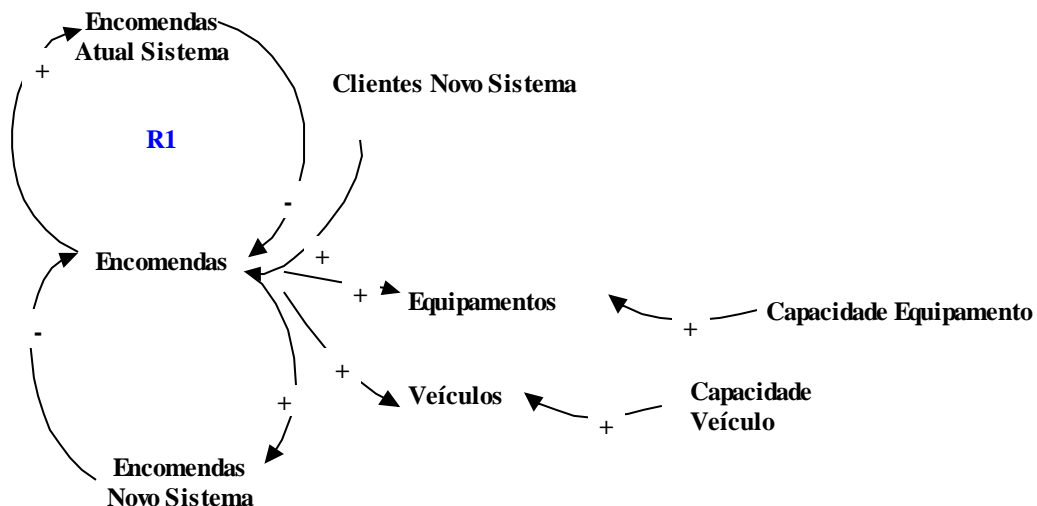 Encomendas
Atual Sistema
+
Clientes Novo Sistema
R1
-
+
Encomendas
+
Equipamentos
Capacidade Equipamento
+
-
+
Veículos
Capacidade
Veículo
+
+
Encomendas
Novo Sistema